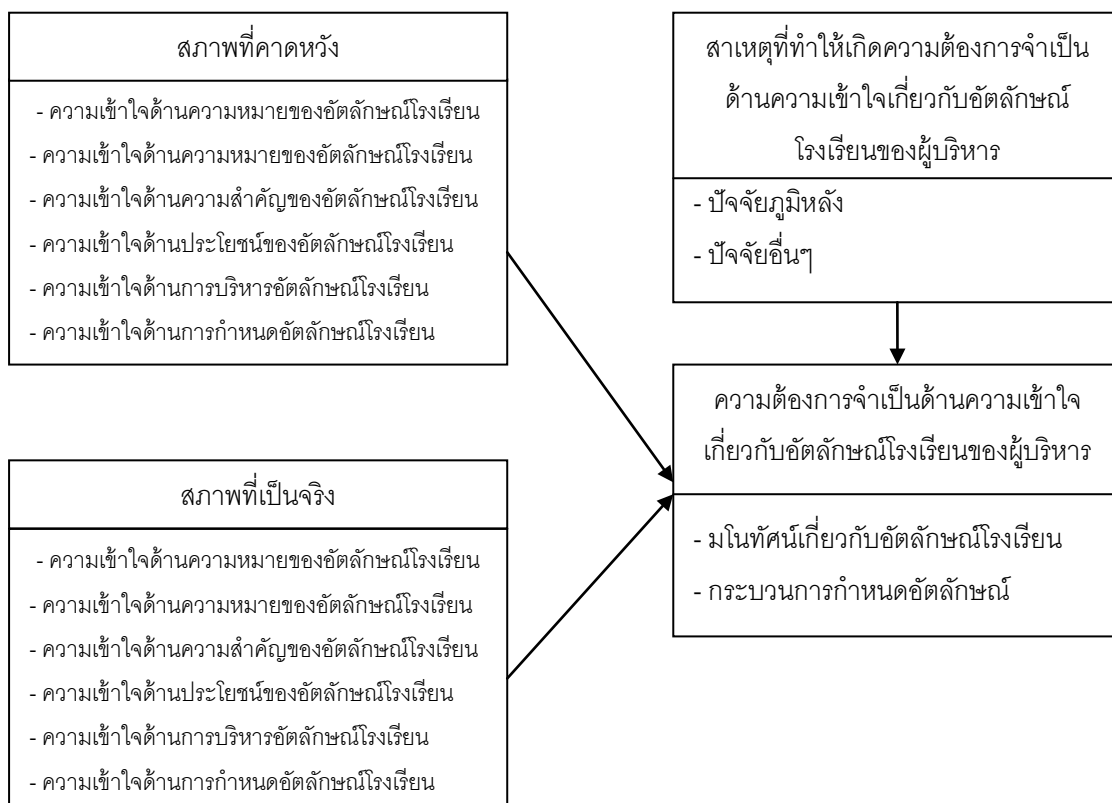 สภาพที่คาดหวัง
- ความเข้าใจด้านความหมายของอัตลักษณ์โรงเรียน
- ความเข้าใจด้านความหมายของอัตลักษณ์โรงเรียน
- ความเข้าใจด้านความสำคัญของอัตลักษณ์โรงเรียน
- ความเข้าใจด้านประโยชน์ของอัตลักษณ์โรงเรียน
- ความเข้าใจด้านการบริหารอัตลักษณ์โรงเรียน
- ความเข้าใจด้านการกำหนดอัตลักษณ์โรงเรียน
สภาพที่เป็นจริง
- ความเข้าใจด้านความหมายของอัตลักษณ์โรงเรียน
- ความเข้าใจด้านความหมายของอัตลักษณ์โรงเรียน
- ความเข้าใจด้านความสำคัญของอัตลักษณ์โรงเรียน
- ความเข้าใจด้านประโยชน์ของอัตลักษณ์โรงเรียน
- ความเข้าใจด้านการบริหารอัตลักษณ์โรงเรียน
- ความเข้าใจด้านการกำหนดอัตลักษณ์โรงเรียน
สาเหตุที่ทำให้เกิดความต้องการจำเป็น
ด้านความเข้าใจเกี่ยวกับอัตลักษณ์
โรงเรียนของผู้บริหาร
- ปัจจัยภูมิหลัง
- ปัจจัยอื่นๆ
ความต้องการจำเป็นด้านความเข้าใจ
เกี่ยวกับอัตลักษณ์โรงเรียนของผู้บริหาร
- มโนทัศน์เกี่ยวกับอัตลักษณ์โรงเรียน
- กระบวนการกำหนดอัตลักษณ์